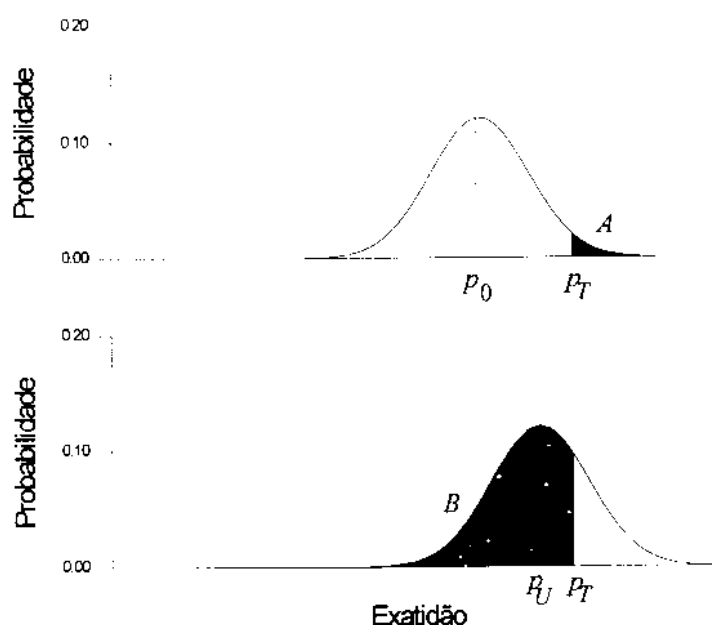 0.20
Probabilidade
0.10
A
0.00
p0 pT
0.20
Probabilidade
0.10
B
0.00
pU pT
Exatidão